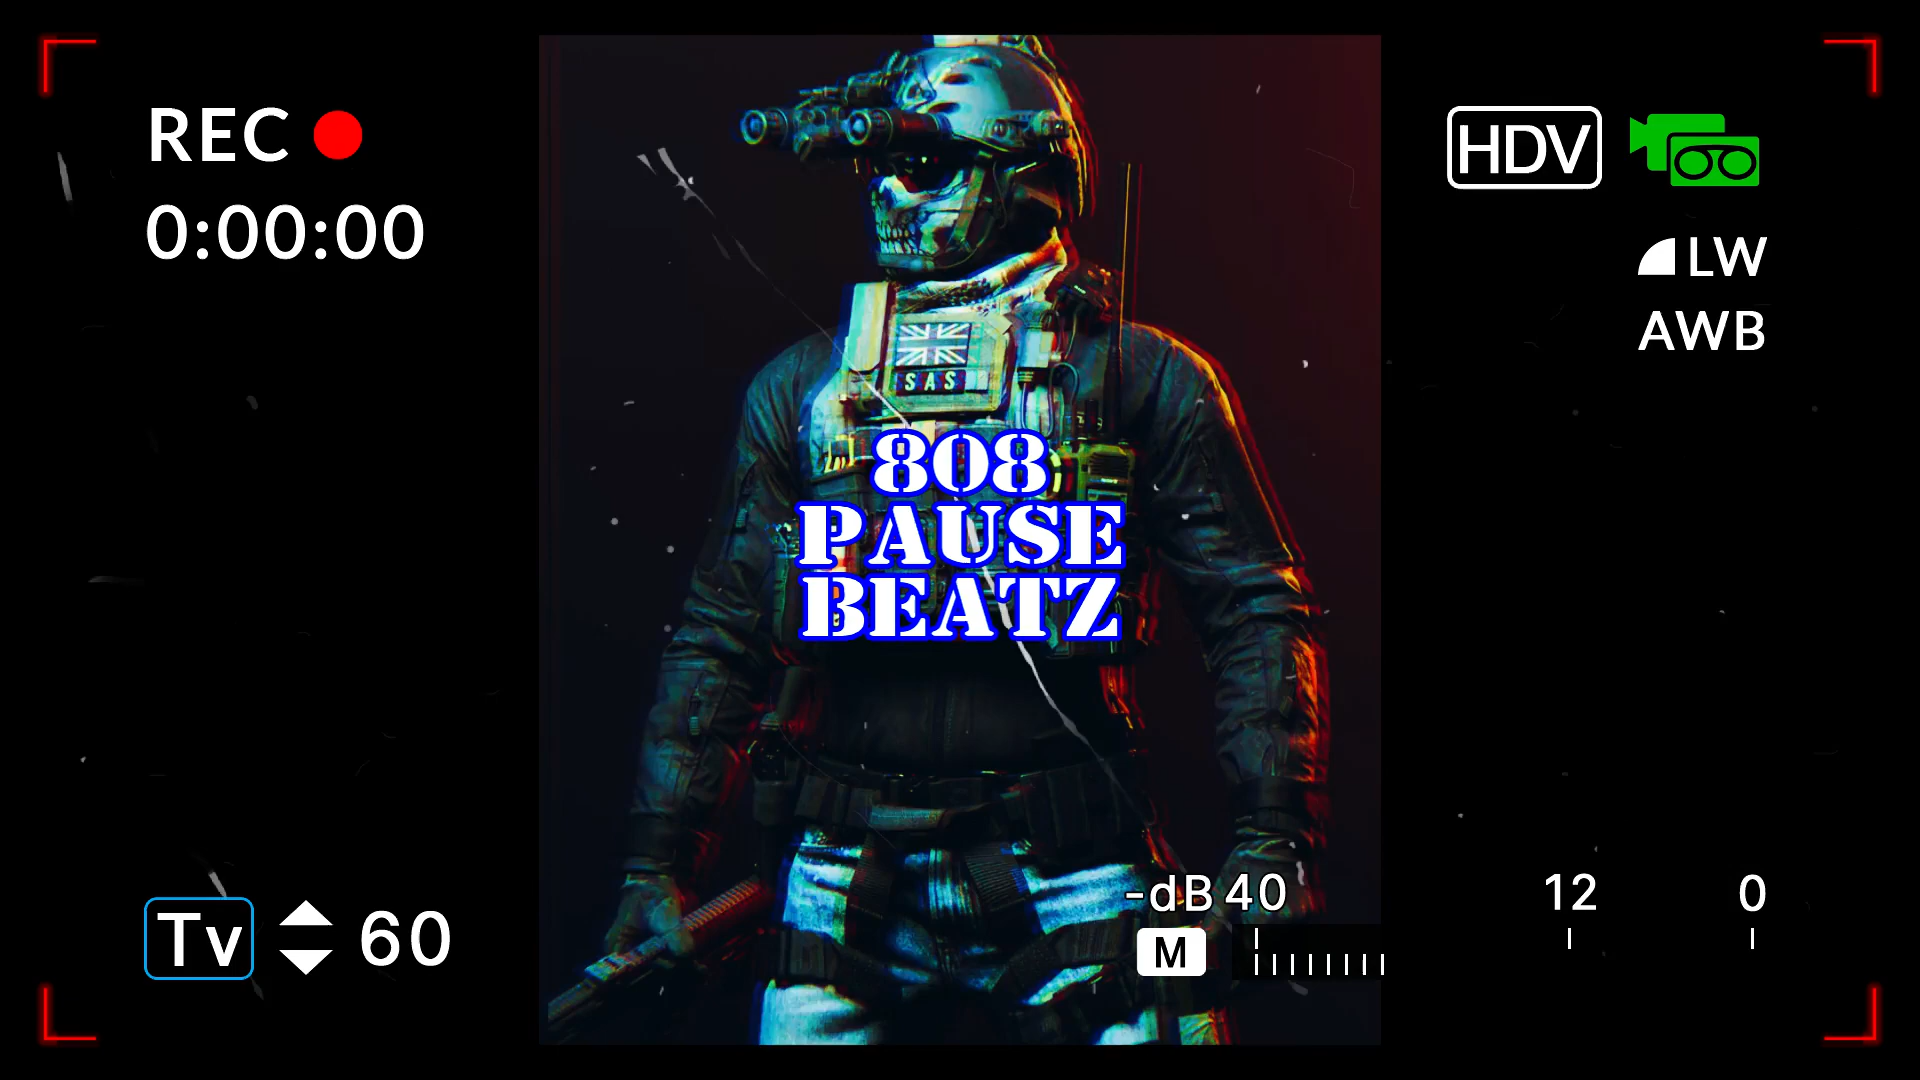 REC
0:00:00
HDV
LW
AWB
SAS
808
PAUSE
BEATZ
-dB 40
12
0
M
Tv
60